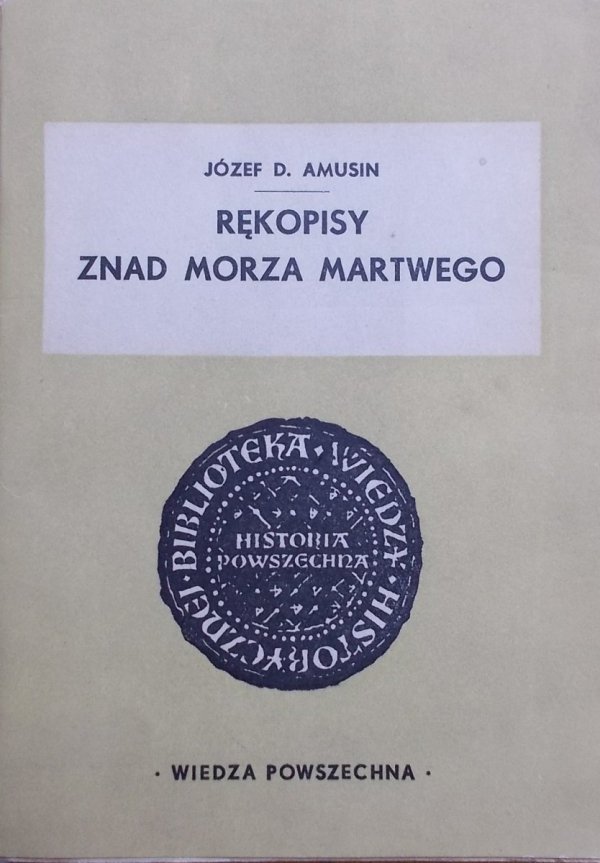 JÓZEF D. AMUSIN
RĘKOPISY
ZNAD MORZA MARTWEGO
BIBLIOTEKA · WIEDZY · HISTORYCZNEJ ·
HISTORIA
POWSZECHNA
· WIEDZA POWSZECHNA ·